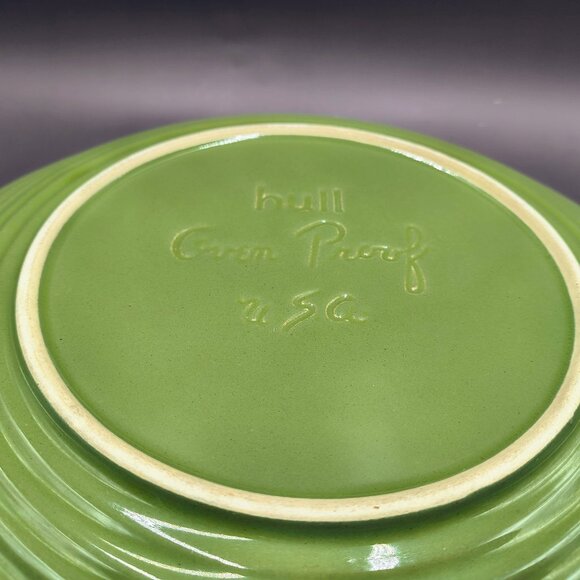 hull
Oven Proof
U S A